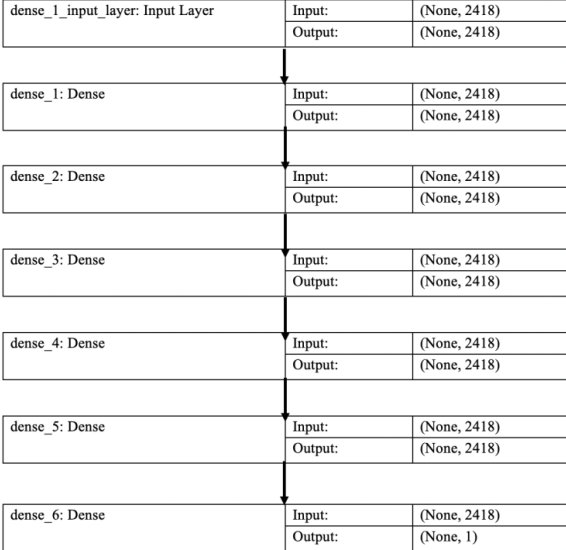 dense_1_input_layer: Input Layer Input: (None, 2418)
Output: (None, 2418)
dense_1: Dense Input: (None, 2418)
Output: (None, 2418)
dense_2: Dense Input: (None, 2418)
Output: (None, 2418)
dense_3: Dense Input: (None, 2418)
Output: (None, 2418)
dense_4: Dense Input: (None, 2418)
Output: (None, 2418)
dense_5: Dense Input: (None, 2418)
Output: (None, 2418)
dense_6: Dense Input: (None, 2418)
Output: (None, 1)